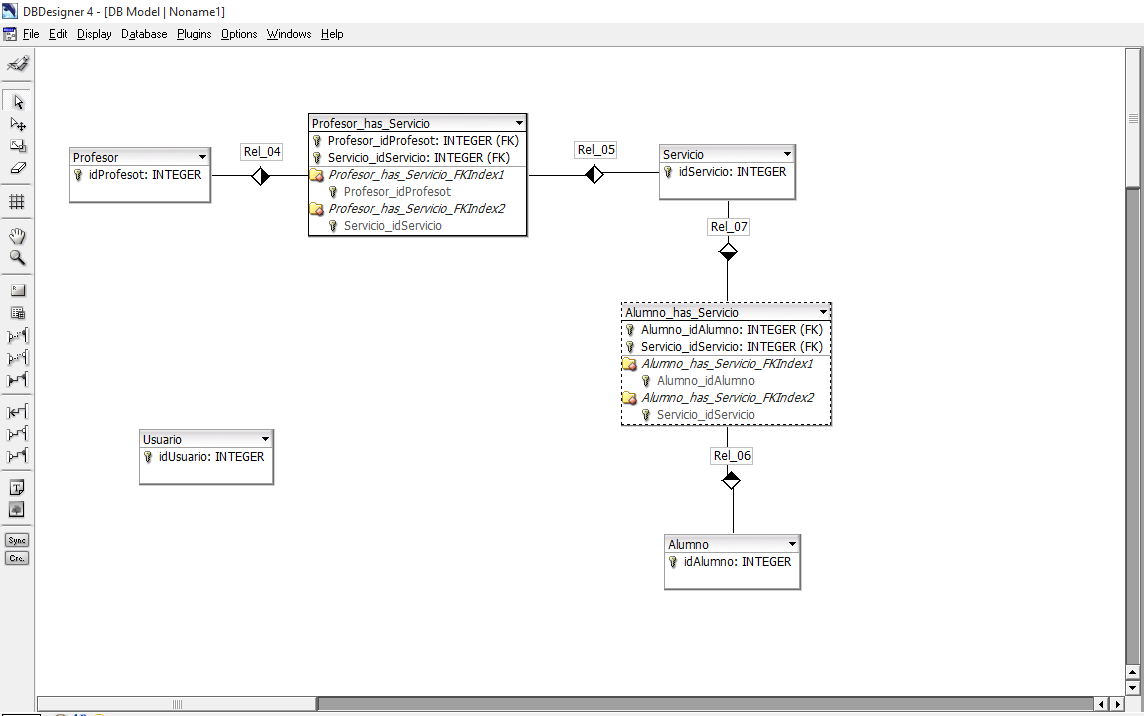 DBDesigner 4 - [DB Model | Noname1]
File Edit Display Database Plugins Options Windows Help
Profesor_has_Servicio
Profesor_idProfesot: INTEGER (FK)
Servicio_idServicio: INTEGER (FK)
Profesor_has_Servicio_FKIndex1
Profesor_idProfesot
Profesor_has_Servicio_FKIndex2
Servicio_idServicio
Profesor
idProfesot: INTEGER
Rel_04
Rel_05
Servicio
idServicio: INTEGER
Rel_07
Alumno_has_Servicio
Alumno_idAlumno: INTEGER (FK)
Servicio_idServicio: INTEGER (FK)
Alumno_has_Servicio_FKIndex1
Alumno_idAlumno
Alumno_has_Servicio_FKIndex2
Servicio_idServicio
Usuario
idUsuario: INTEGER
Rel_06
Alumno
idAlumno: INTEGER
Sync
Cre.